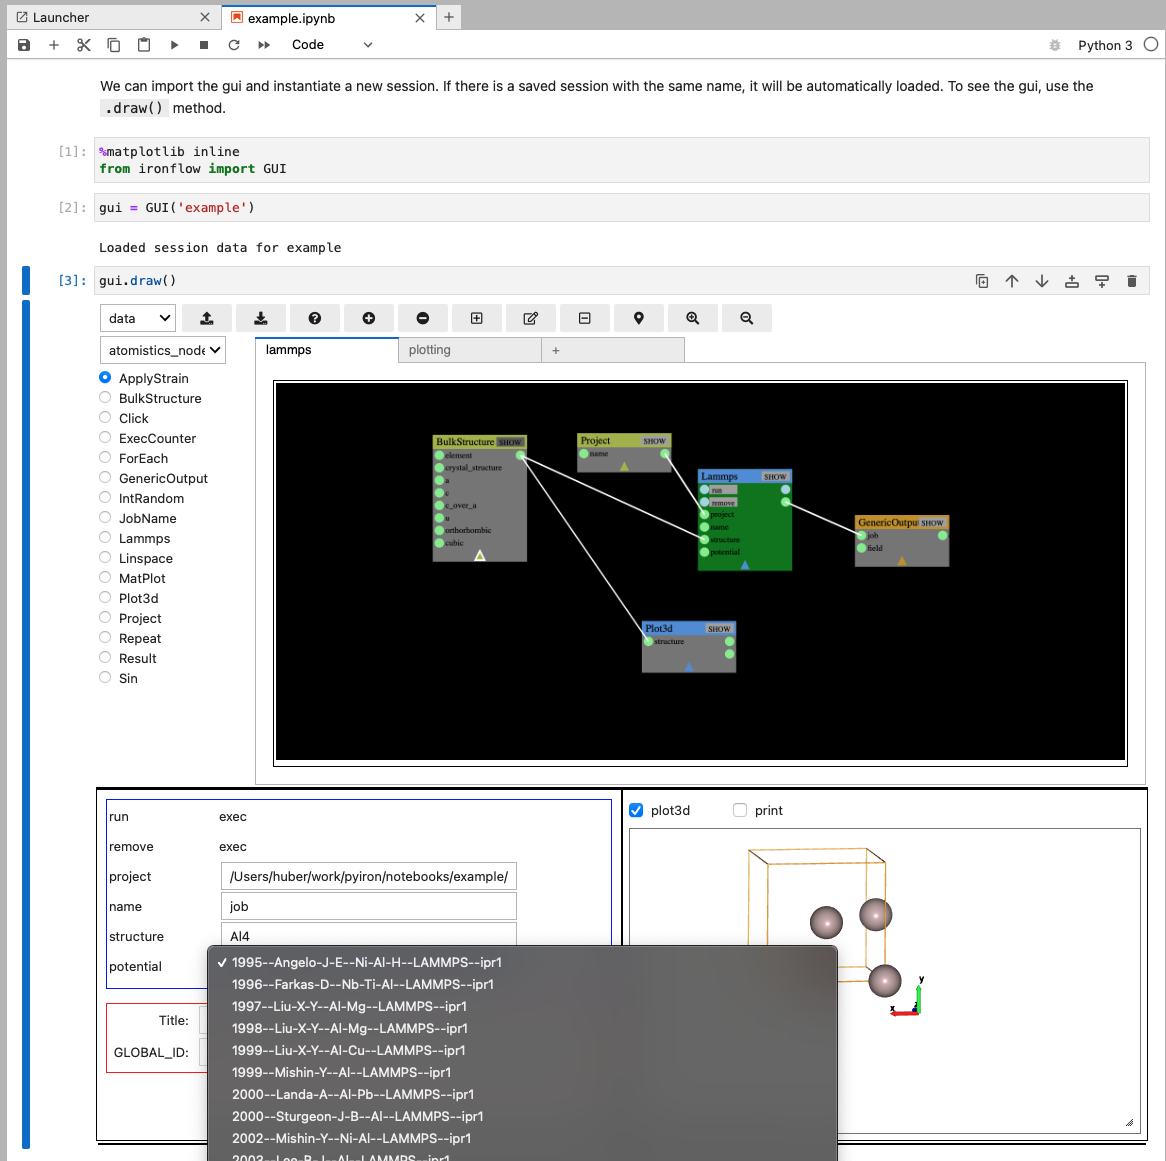 Launcher
example.ipynb
Code
Python 3
We can import the gui and instantiate a new session. If there is a saved session with the same name, it will be automatically loaded. To see the gui, use the
.draw() method.
[1]:
%matplotlib inline
from ironflow import GUI
[2]:
gui = GUI('example')
Loaded session data for example
[3]:
gui.draw()
data
atomistics_node
lammps
plotting
+
ApplyStrain
BulkStructure
Click
ExecCounter
ForEach
GenericOutput
IntRandom
JobName
Lammps
Linspace
MatPlot
Plot3d
Project
Repeat
Result
Sin
BulkStructure SHOW
element
crystal_structure
a
c
c_over_a
u
orthorhombic
cubic
Project SHOW
name
Lammps SHOW
run
remove
project
name
structure
potential
GenericOutpu SHOW
job
field
Plot3d SHOW
structure
run exec
remove exec
project /Users/huber/work/pyiron/notebooks/example/
name job
structure Al4
potential
Title:
GLOBAL_ID:
✓ 1995--Angelo-J-E--Ni-Al-H--LAMMPS--ipr1
1996--Farkas-D--Nb-Ti-Al--LAMMPS--ipr1
1997--Liu-X-Y--Al-Mg--LAMMPS--ipr1
1998--Liu-X-Y--Al-Mg--LAMMPS--ipr1
1999--Liu-X-Y--Al-Cu--LAMMPS--ipr1
1999--Mishin-Y--Al--LAMMPS--ipr1
2000--Landa-A--Al-Pb--LAMMPS--ipr1
2000--Sturgeon-J-B--Al--LAMMPS--ipr1
2002--Mishin-Y--Ni-Al--LAMMPS--ipr1
2003--Lee-B-J--Al--LAMMPS--ipr1
plot3d
print
y
x